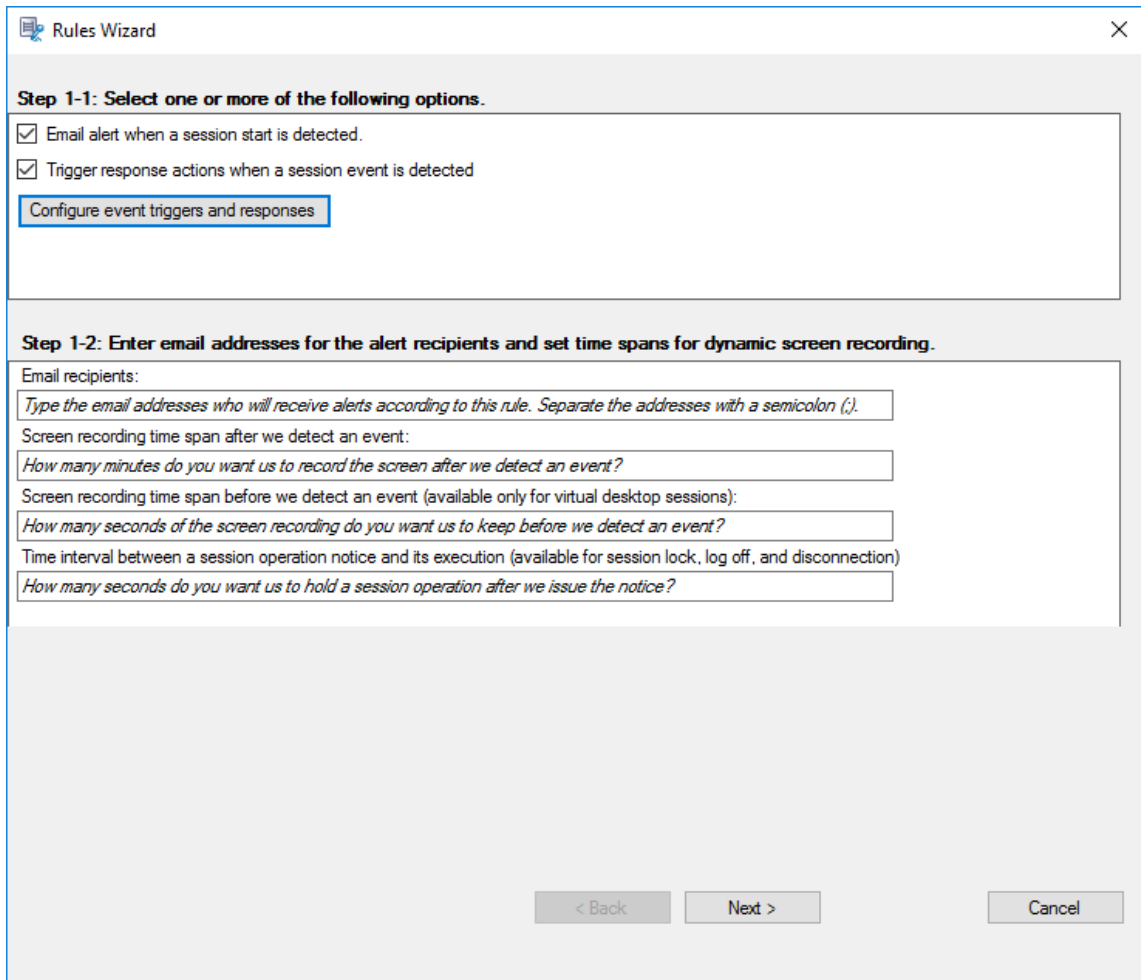 Rules Wizard
Step 1-1: Select one or more of the following options.
Email alert when a session start is detected.
Trigger response actions when a session event is detected
Configure event triggers and responses
Step 1-2: Enter email addresses for the alert recipients and set time spans for dynamic screen recording.
Email recipients:
Type the email addresses who will receive alerts according to this rule. Separate the addresses with a semicolon (;).
Screen recording time span after we detect an event:
How many minutes do you want us to record the screen after we detect an event?
Screen recording time span before we detect an event (available only for virtual desktop sessions):
How many seconds of the screen recording do you want us to keep before we detect an event?
Time interval between a session operation notice and its execution (available for session lock, log off, and disconnection)
How many seconds do you want us to hold a session operation after we issue the notice?
< Back Next > Cancel